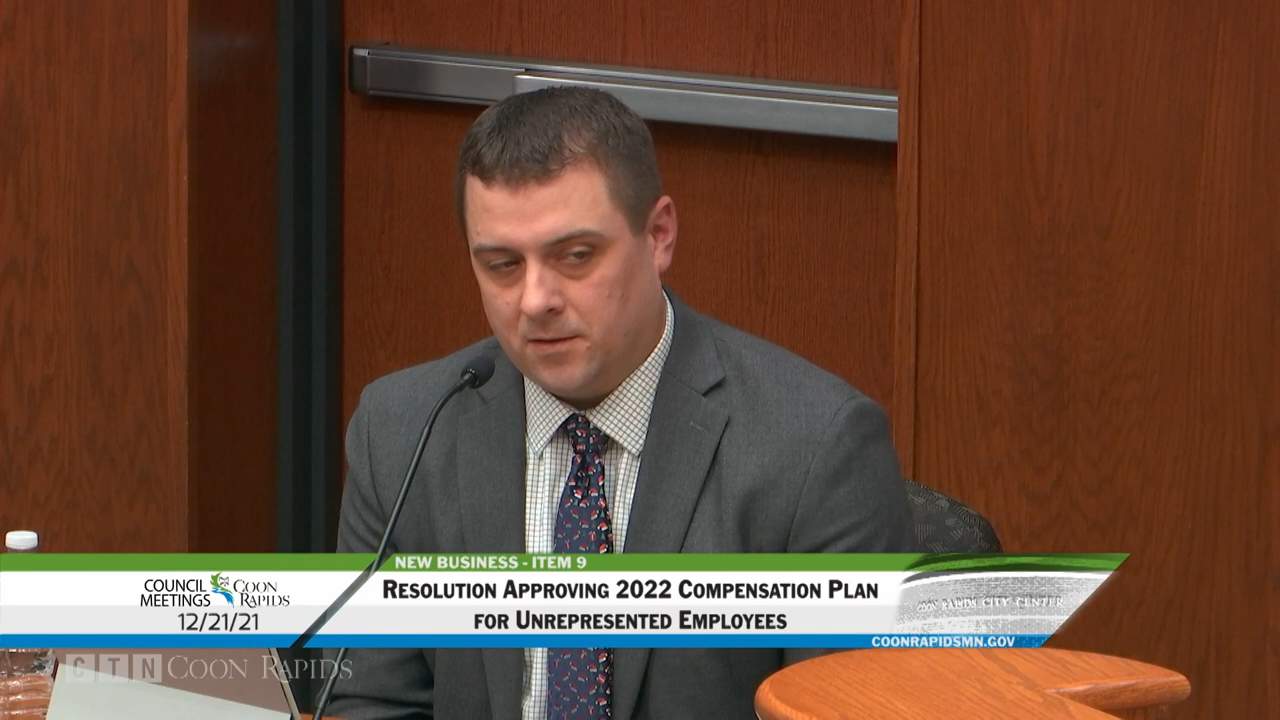 NEW BUSINESS - ITEM 9
COUNCIL MEETINGS
COON RAPIDS
12/21/21
RESOLUTION APPROVING 2022 COMPENSATION PLAN
FOR UNREPRESENTED EMPLOYEES
COON RAPIDS CITY CENTER
COONRAPIDSMN.GOV
CTN COON RAPIDS